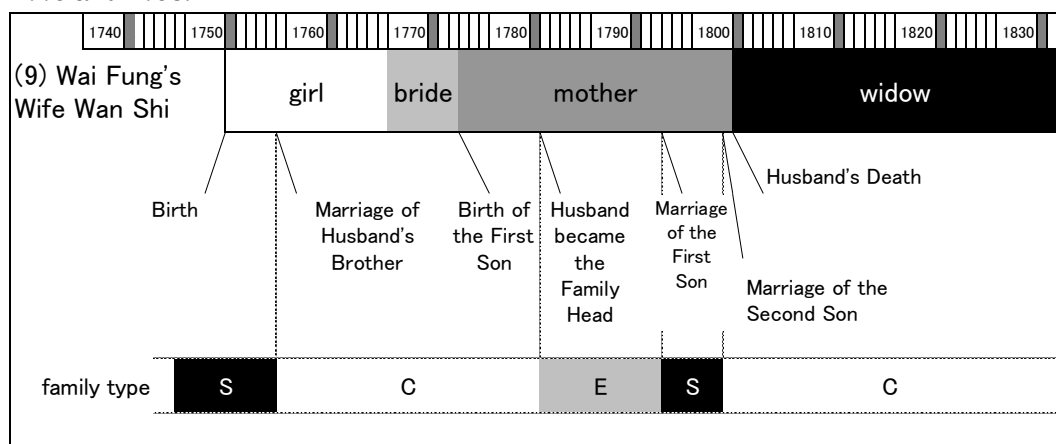 1740 1750 1760 1770 1780 1790 1800 1810 1820 1830
(9) Wai Fung's
Wife Wan Shi
girl bride mother widow
Birth
Marriage of
Husband's
Brother
Birth of
the First
Son
Husband
became
the
Family
Head
Marriage
of the
First
Son
Husband's Death
Marriage of the
Second Son
family type S C E S C